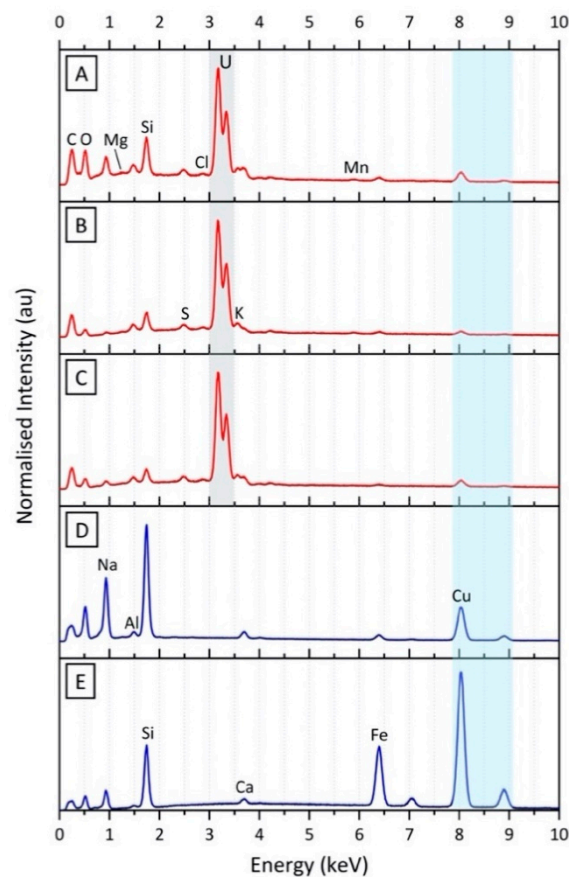 0 1 2 3 4 5 6 7 8 9 10
A
U
Si
C O Mg
Cl
Mn
B
S
K
C
D
Na
Al
Cu
E
Si
Fe
Ca
0 1 2 3 4 5 6 7 8 9 10
Energy (keV)
Normalised Intensity (au)